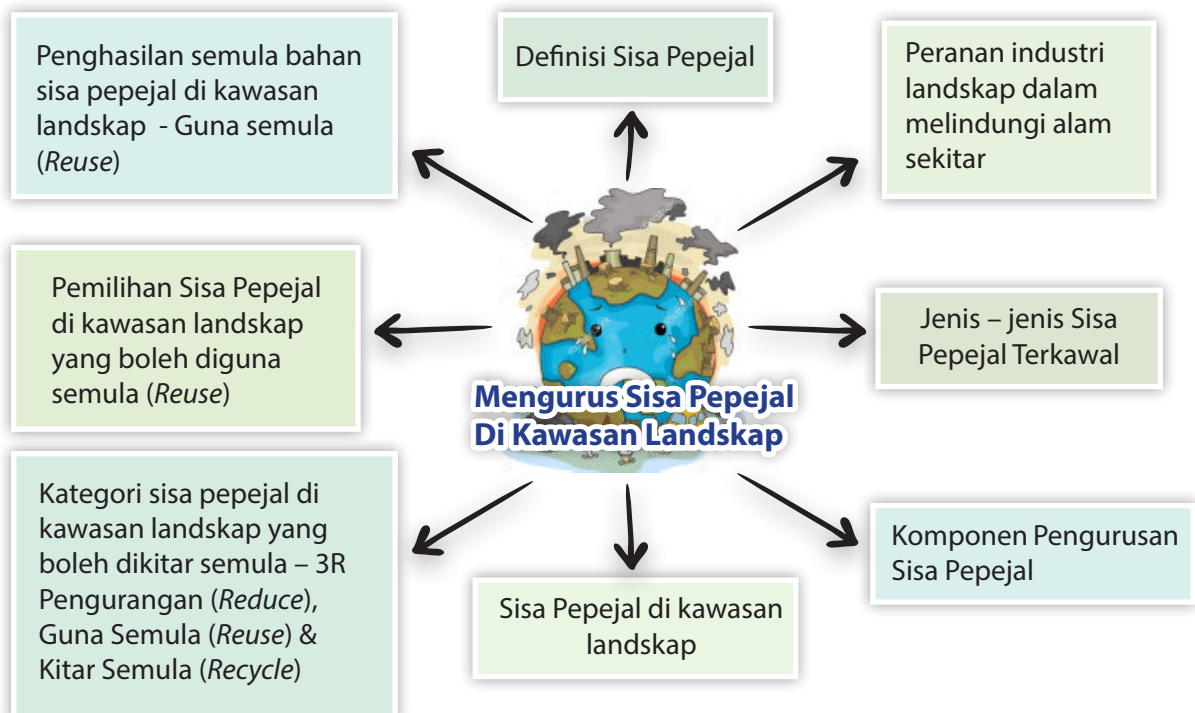 Penghasilan semula bahan
sisa pepejal di kawasan
landskap - Guna semula
(Reuse)
Definisi Sisa Pepejal
Peranan industri
landskap dalam
melindungi alam
sekitar
Pemilihan Sisa Pepejal
di kawasan landskap
yang boleh diguna
semula (Reuse)
Mengurus Sisa Pepejal
Di Kawasan Landskap
Jenis – jenis Sisa
Pepejal Terkawal
Kategori sisa pepejal di
kawasan landskap yang
boleh dikitar semula – 3R
Pengurangan (Reduce),
Guna Semula (Reuse) &
Kitar Semula (Recycle)
Sisa Pepejal di kawasan
landskap
Komponen Pengurusan
Sisa Pepejal